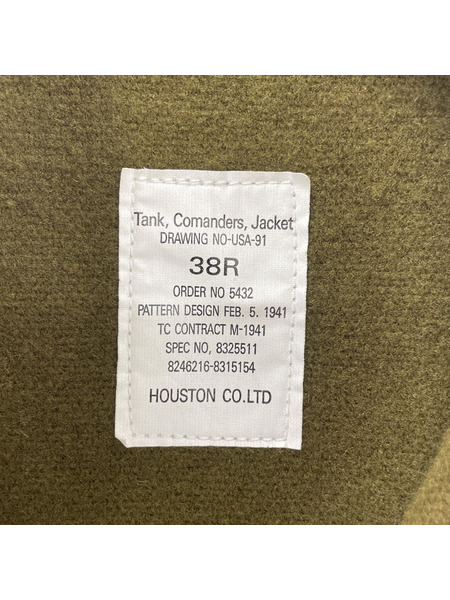 Tank, Comanders, Jacket
DRAWING NO-USA-91
38R
ORDER NO 5432
PATTERN DESIGN FEB. 5. 1941
TC CONTRACT M-1941
SPEC NO, 8325511
8246216-8315154
HOUSTON CO.LTD